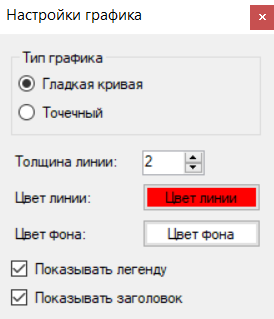 Настройки графика
Тип графика
Гладкая кривая
Точечный
Толщина линии: 2
Цвет линии: Цвет линии
Цвет фона: Цвет фона
Показывать легенду
Показывать заголовок